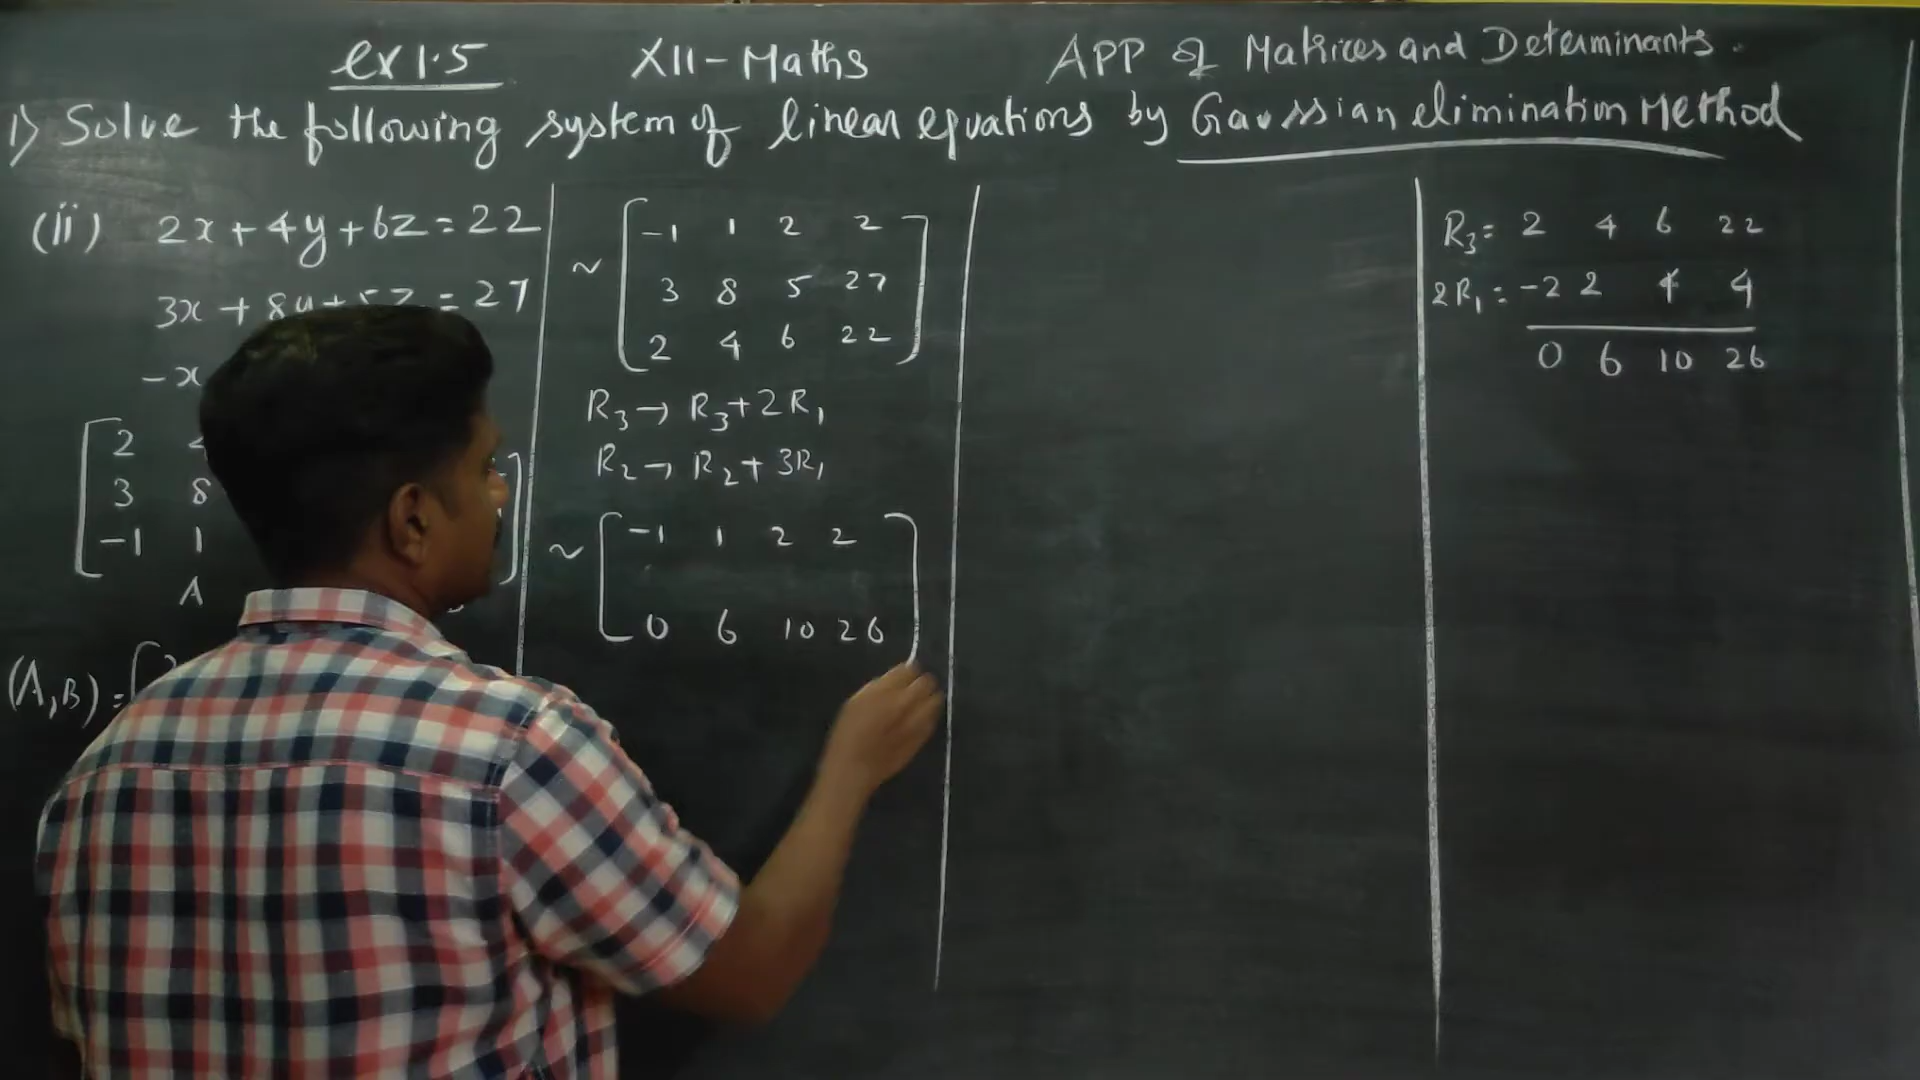 ex 1.5 XII-Maths APP of Matrices and Determinants.
1) Solve the following system of linear equations by Gaussian elimination Method
(ii) 2x+4y+6z=22
3x+8y+5z=27
-x
2
3 8
-1 1
A
(A,B)=
~ -1 1 2 2
3 8 5 27
2 4 6 22
R3→ R3+2R1
R2→ R2+3R1
~ -1 1 2 2
0 6 10 26
R3= 2 4 6 22
2R1= -2 2 4 4
0 6 10 26